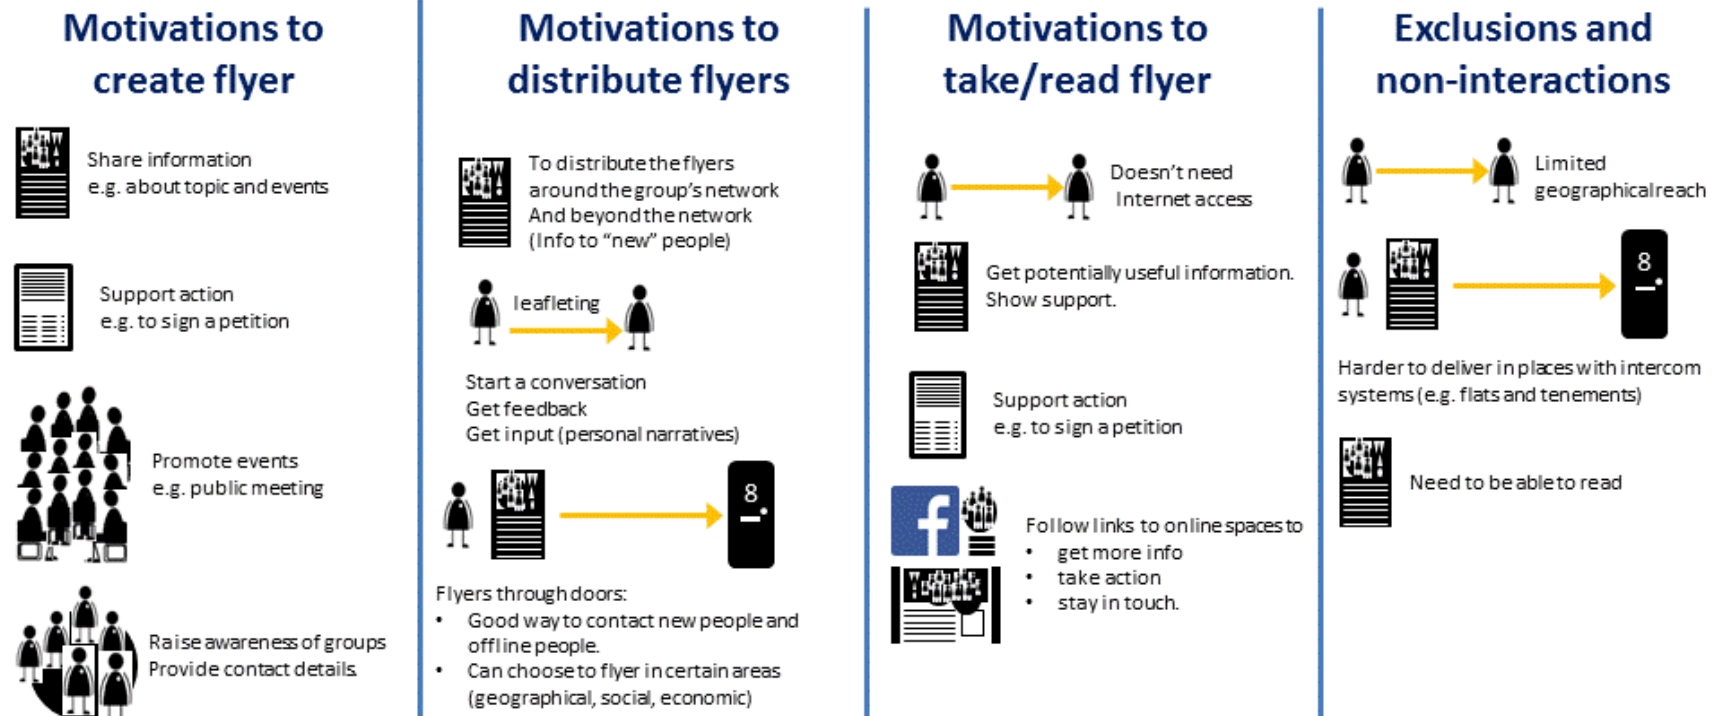 Motivations to
create flyer
Share information
e.g. about topic and events
Support action
e.g. to sign a petition
Promote events
e.g. public meeting
Raise awareness of groups
Provide contact details.
Motivations to
distribute flyers
To distribute the flyers
around the group's network
And beyond the network
(Info to “new” people)
leafleting
Start a conversation
Get feedback
Get input (personal narratives)
8
Flyers through doors:
• Good way to contact new people and
offline people.
• Can choose to flyer in certain areas
(geographical, social, economic)
Motivations to
take/read flyer
Doesn't need
Internet access
Get potentially useful information.
Show support.
Support action
e.g. to sign a petition
f
Follow links to online spaces to
• get more info
• take action
• stay in touch.
Exclusions and
non-interactions
Limited
geographical reach
8
Harder to deliver in places with intercom
systems (e.g. flats and tenements)
Need to be able to read